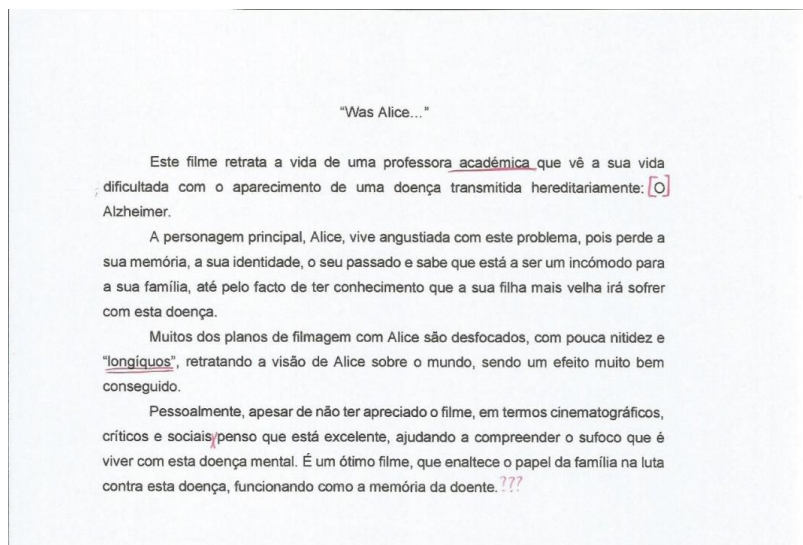 “Was Alice...”
Este filme retrata a vida de uma professora académica que vê a sua vida
dificultada com o aparecimento de uma doença transmitida hereditariamente: [O]
Alzheimer.
A personagem principal, Alice, vive angustiada com este problema, pois perde a
sua memória, a sua identidade, o seu passado e sabe que está a ser um incómodo para
a sua família, até pelo facto de ter conhecimento que a sua filha mais velha irá sofrer
com esta doença.
Muitos dos planos de filmagem com Alice são desfocados, com pouca nitidez e
“longíquos”, retratando a visão de Alice sobre o mundo, sendo um efeito muito bem
conseguido.
Pessoalmente, apesar de não ter apreciado o filme, em termos cinematográficos,
críticos e sociais, penso que está excelente, ajudando a compreender o sufoco que é
viver com esta doença mental. É um ótimo filme, que enaltece o papel da família na luta
contra esta doença, funcionando como a memória da doente.???